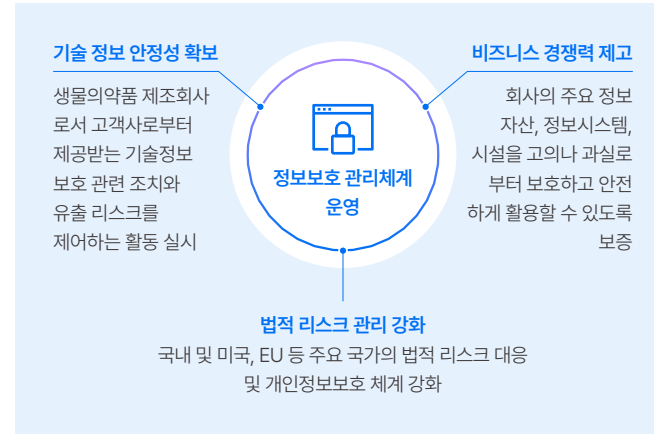 기술 정보 안정성 확보
생물의약품 제조회사
로서 고객사로부터
제공받는 기술정보
보호 관련 조치와
유출 리스크를
제어하는 활동 실시
정보보호 관리체계
운영
비즈니스 경쟁력 제고
회사의 주요 정보
자산, 정보시스템,
시설을 고의나 과실로
부터 보호하고 안전
하게 활용할 수 있도록
보증
법적 리스크 관리 강화
국내 및 미국, EU 등 주요 국가의 법적 리스크 대응
및 개인정보보호 체계 강화